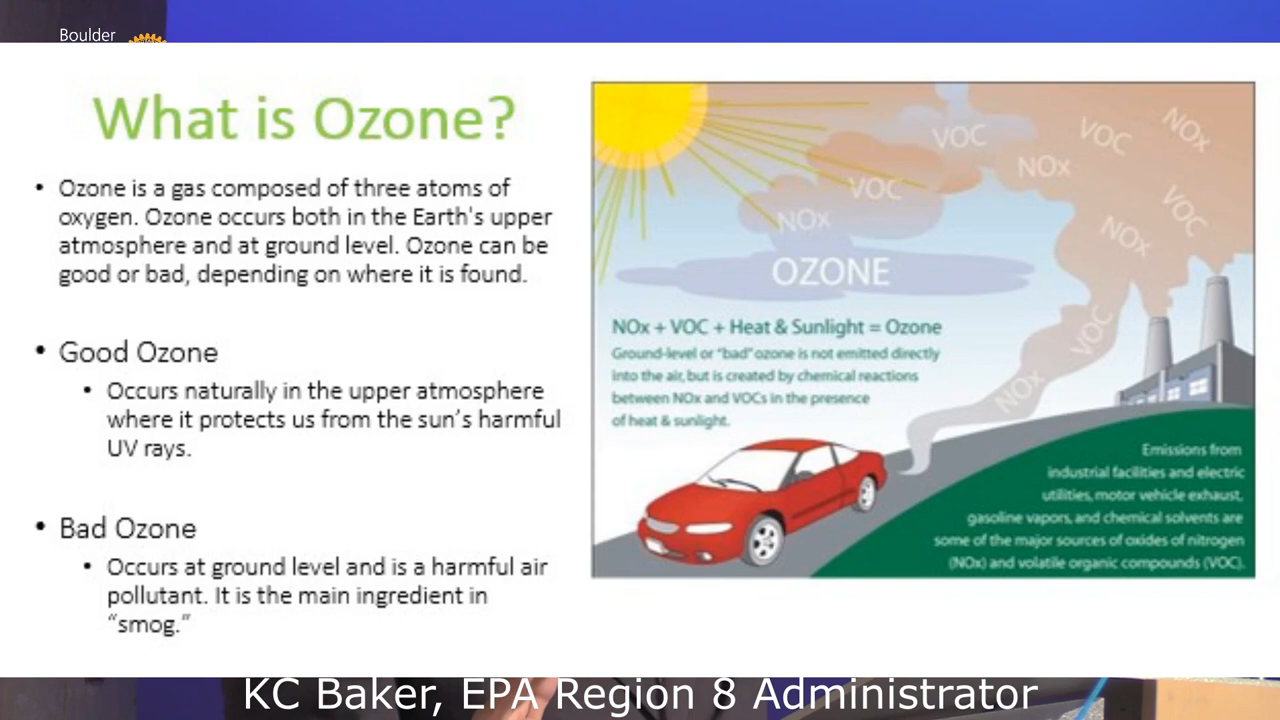 Boulder
What is Ozone?
• Ozone is a gas composed of three atoms of
oxygen. Ozone occurs both in the Earth's upper
atmosphere and at ground level. Ozone can be
good or bad, depending on where it is found.
• Good Ozone
• Occurs naturally in the upper atmosphere
where it protects us from the sun's harmful
UV rays.
• Bad Ozone
• Occurs at ground level and is a harmful air
pollutant. It is the main ingredient in
“smog.”
VOC
VOC
NOx
NOx
VOC
VOC
NOx
NOx
OZONE
VOC
NOx
NOx + VOC + Heat & Sunlight = Ozone
Ground-level or “bad” ozone is not emitted directly
into the air, but is created by chemical reactions
between NOx and VOCs in the presence
of heat & sunlight.
Emissions from
industrial facilities and electric
utilities, motor vehicle exhaust,
gasoline vapors, and chemical solvents are
some of the major sources of oxides of nitrogen
(NOx) and volatile organic compounds (VOC).
KC Baker, EPA Region 8 Administrator